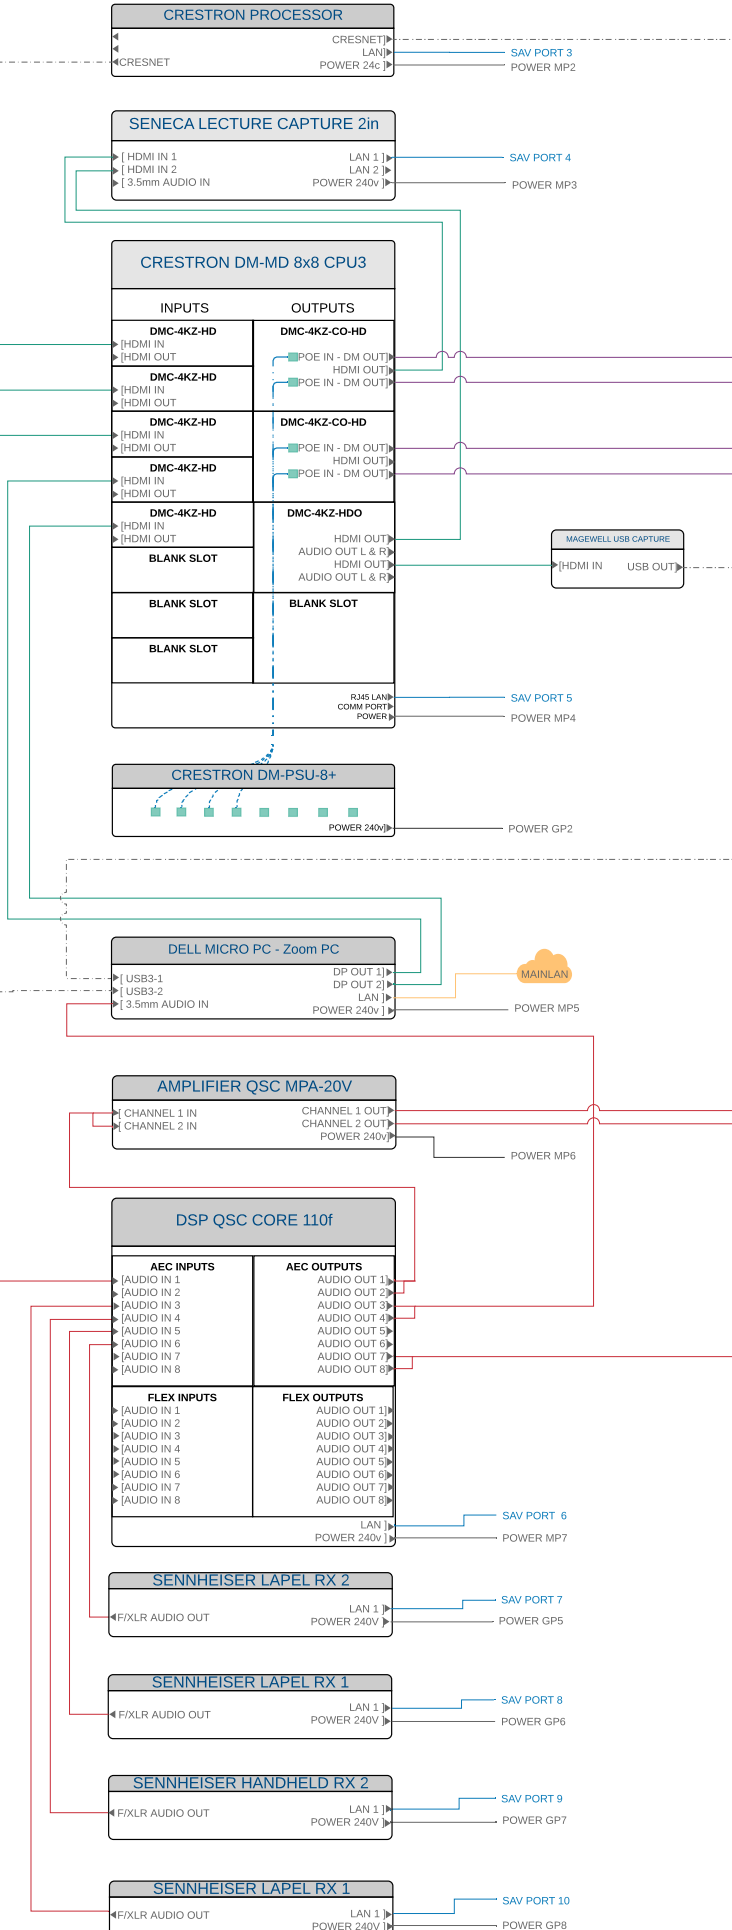 CRESTRON PROCESSOR
CRESNET]
LAN]
POWER 24c ]
CRESNET
SAV PORT 3
POWER MP2
SENECA LECTURE CAPTURE 2in
[ HDMI IN 1
[ HDMI IN 2
[ 3.5mm AUDIO IN
LAN 1 ]
LAN 2 ]
POWER 240v ]
SAV PORT 4
POWER MP3
CRESTRON DM-MD 8x8 CPU3
INPUTS
DMC-4KZ-HD
[HDMI IN
[HDMI OUT
DMC-4KZ-HD
[HDMI IN
[HDMI OUT
DMC-4KZ-HD
[HDMI IN
[HDMI OUT
DMC-4KZ-HD
[HDMI IN
[HDMI OUT
DMC-4KZ-HD
[HDMI IN
[HDMI OUT
BLANK SLOT
BLANK SLOT
BLANK SLOT
OUTPUTS
DMC-4KZ-CO-HD
POE IN - DM OUT]
HDMI OUT]
POE IN - DM OUT]
DMC-4KZ-CO-HD
POE IN - DM OUT]
HDMI OUT]
POE IN - DM OUT]
DMC-4KZ-HDO
HDMI OUT]
AUDIO OUT L & R]
HDMI OUT]
AUDIO OUT L & R]
BLANK SLOT
RJ45 LAN
COMM PORT
POWER
SAV PORT 5
POWER MP4
MAGEWELL USB CAPTURE
[HDMI IN
USB OUT]
CRESTRON DM-PSU-8+
POWER 240v]
POWER GP2
DELL MICRO PC - Zoom PC
[ USB3-1
[ USB3-2
[ 3.5mm AUDIO IN
DP OUT 1]
DP OUT 2]
LAN ]
POWER 240v ]
MAINLAN
POWER MP5
AMPLIFIER QSC MPA-20V
[ CHANNEL 1 IN
[ CHANNEL 2 IN
CHANNEL 1 OUT]
CHANNEL 2 OUT]
POWER 240v]
POWER MP6
DSP QSC CORE 110f
AEC INPUTS
[AUDIO IN 1
[AUDIO IN 2
[AUDIO IN 3
[AUDIO IN 4
[AUDIO IN 5
[AUDIO IN 6
[AUDIO IN 7
[AUDIO IN 8
AEC OUTPUTS
AUDIO OUT 1]
AUDIO OUT 2]
AUDIO OUT 3]
AUDIO OUT 4]
AUDIO OUT 5]
AUDIO OUT 6]
AUDIO OUT 7]
AUDIO OUT 8]
FLEX INPUTS
[AUDIO IN 1
[AUDIO IN 2
[AUDIO IN 3
[AUDIO IN 4
[AUDIO IN 5
[AUDIO IN 6
[AUDIO IN 7
[AUDIO IN 8
FLEX OUTPUTS
AUDIO OUT 1]
AUDIO OUT 2]
AUDIO OUT 3]
AUDIO OUT 4]
AUDIO OUT 5]
AUDIO OUT 6]
AUDIO OUT 7]
AUDIO OUT 8]
LAN ]
POWER 240v ]
SAV PORT 6
POWER MP7
SENNHEISER LAPEL RX 2
F/XLR AUDIO OUT
LAN 1 ]
POWER 240V ]
SAV PORT 7
POWER GP5
SENNHEISER LAPEL RX 1
F/XLR AUDIO OUT
LAN 1 ]
POWER 240V ]
SAV PORT 8
POWER GP6
SENNHEISER HANDHELD RX 2
F/XLR AUDIO OUT
LAN 1 ]
POWER 240V ]
SAV PORT 9
POWER GP7
SENNHEISER LAPEL RX 1
F/XLR AUDIO OUT
LAN 1 ]
POWER 240V ]
SAV PORT 10
POWER GP8